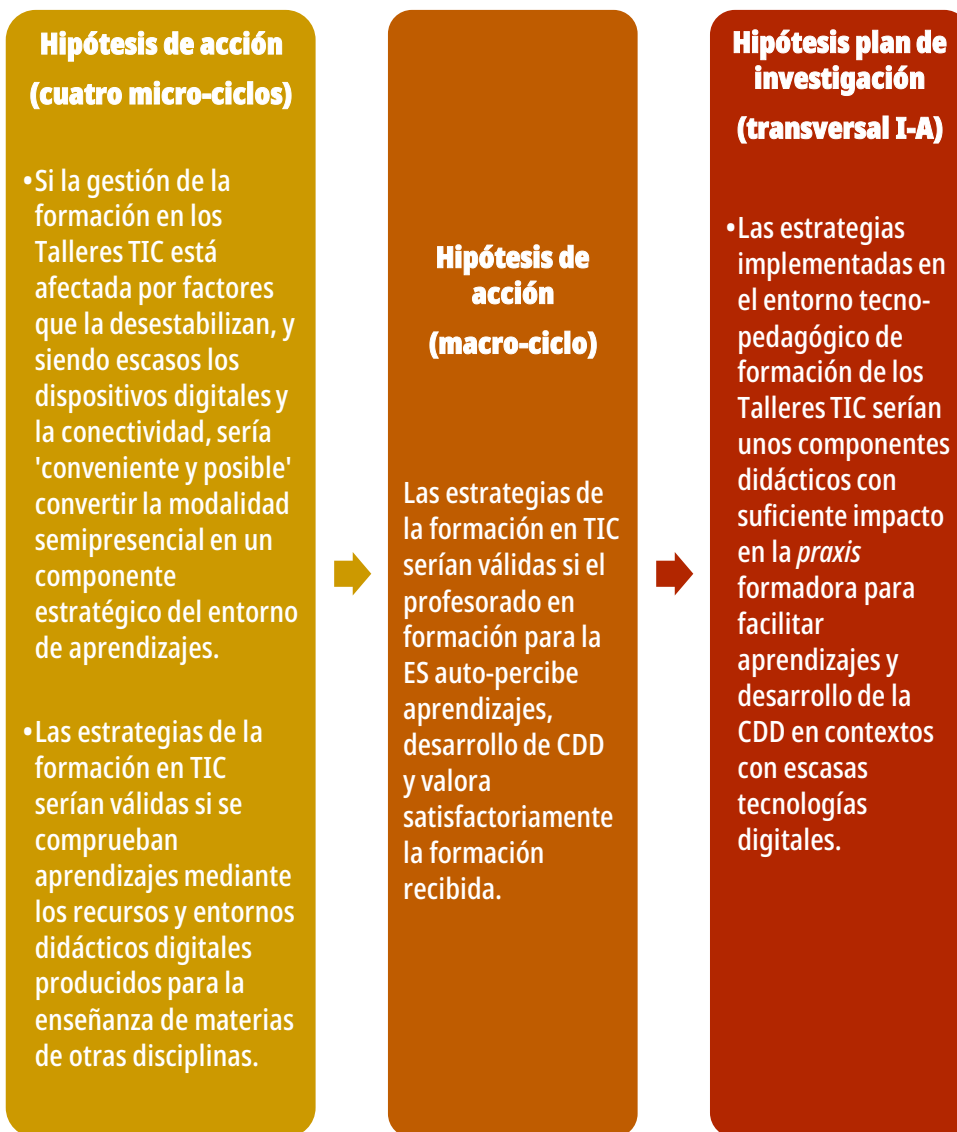 Hipótesis de acción
(cuatro micro-ciclos)
•Si la gestión de la
formación en los
Talleres TIC está
afectada por factores
que la desestabilizan, y
siendo escasos los
dispositivos digitales y
la conectividad, sería
'conveniente y posible'
convertir la modalidad
semipresencial en un
componente
estratégico del entorno
de aprendizajes.
•Las estrategias de la
formación en TIC
serían válidas si se
comprueban
aprendizajes mediante
los recursos y entornos
didácticos digitales
producidos para la
enseñanza de materias
de otras disciplinas.
Hipótesis de
acción
(macro-ciclo)
Las estrategias de
la formación en TIC
serían válidas si el
profesorado en
formación para la
ES auto-percibe
aprendizajes,
desarrollo de CDD
y valora
satisfactoriamente
la formación
recibida.
Hipótesis plan de
investigación
(transversal I-A)
•Las estrategias
implementadas en
el entorno tecno-
pedagógico de
formación de los
Talleres TIC serían
unos componentes
didácticos con
suficiente impacto
en la praxis
formadora para
facilitar
aprendizajes y
desarrollo de la
CDD en contextos
con escasas
tecnologías
digitales.